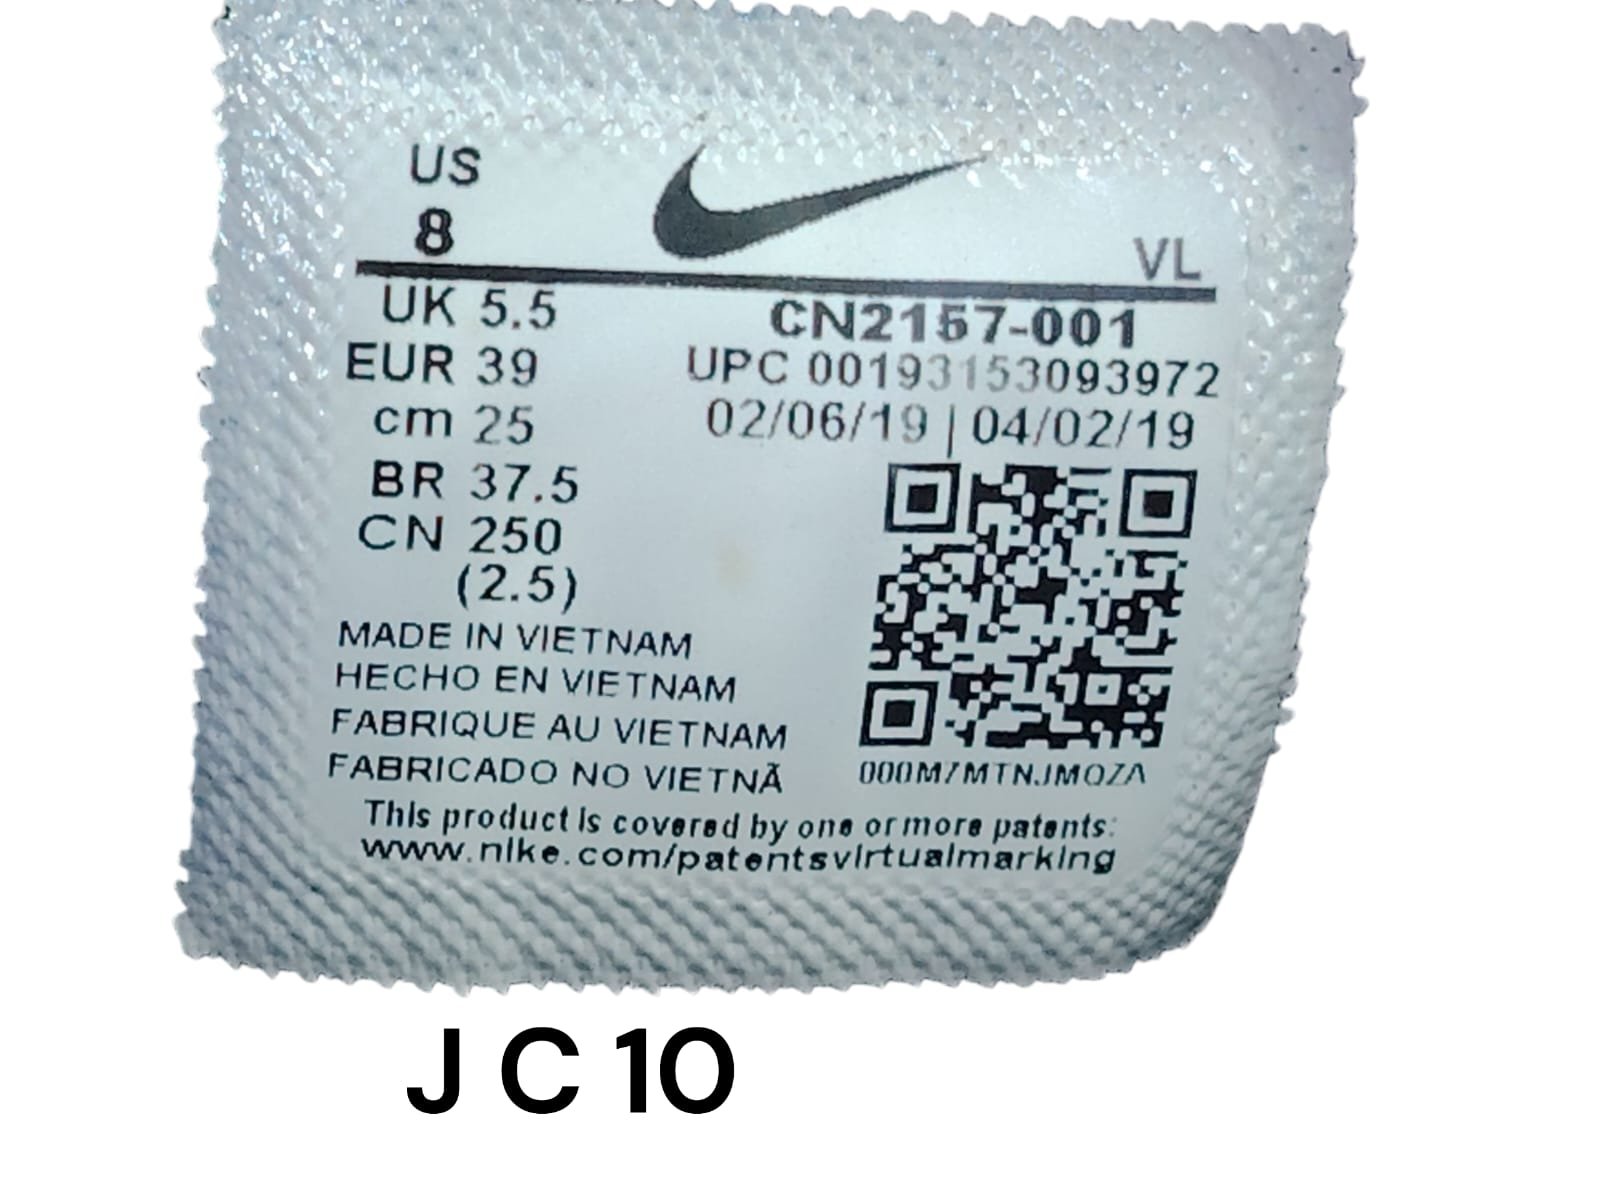 US
8
VL
UK 5.5
CN2157-001
EUR 39
UPC 00193153093972
cm 25
02/06/19 | 04/02/19
BR 37.5
CN 250
(2.5)
MADE IN VIETNAM
HECHO EN VIETNAM
FABRIQUE AU VIETNAM
FABRICADO NO VIETNÃ
000M7MTNJMQZA
This product is covered by one or more patents:
www.nike.com/patentsvirtualmarking
J C 10